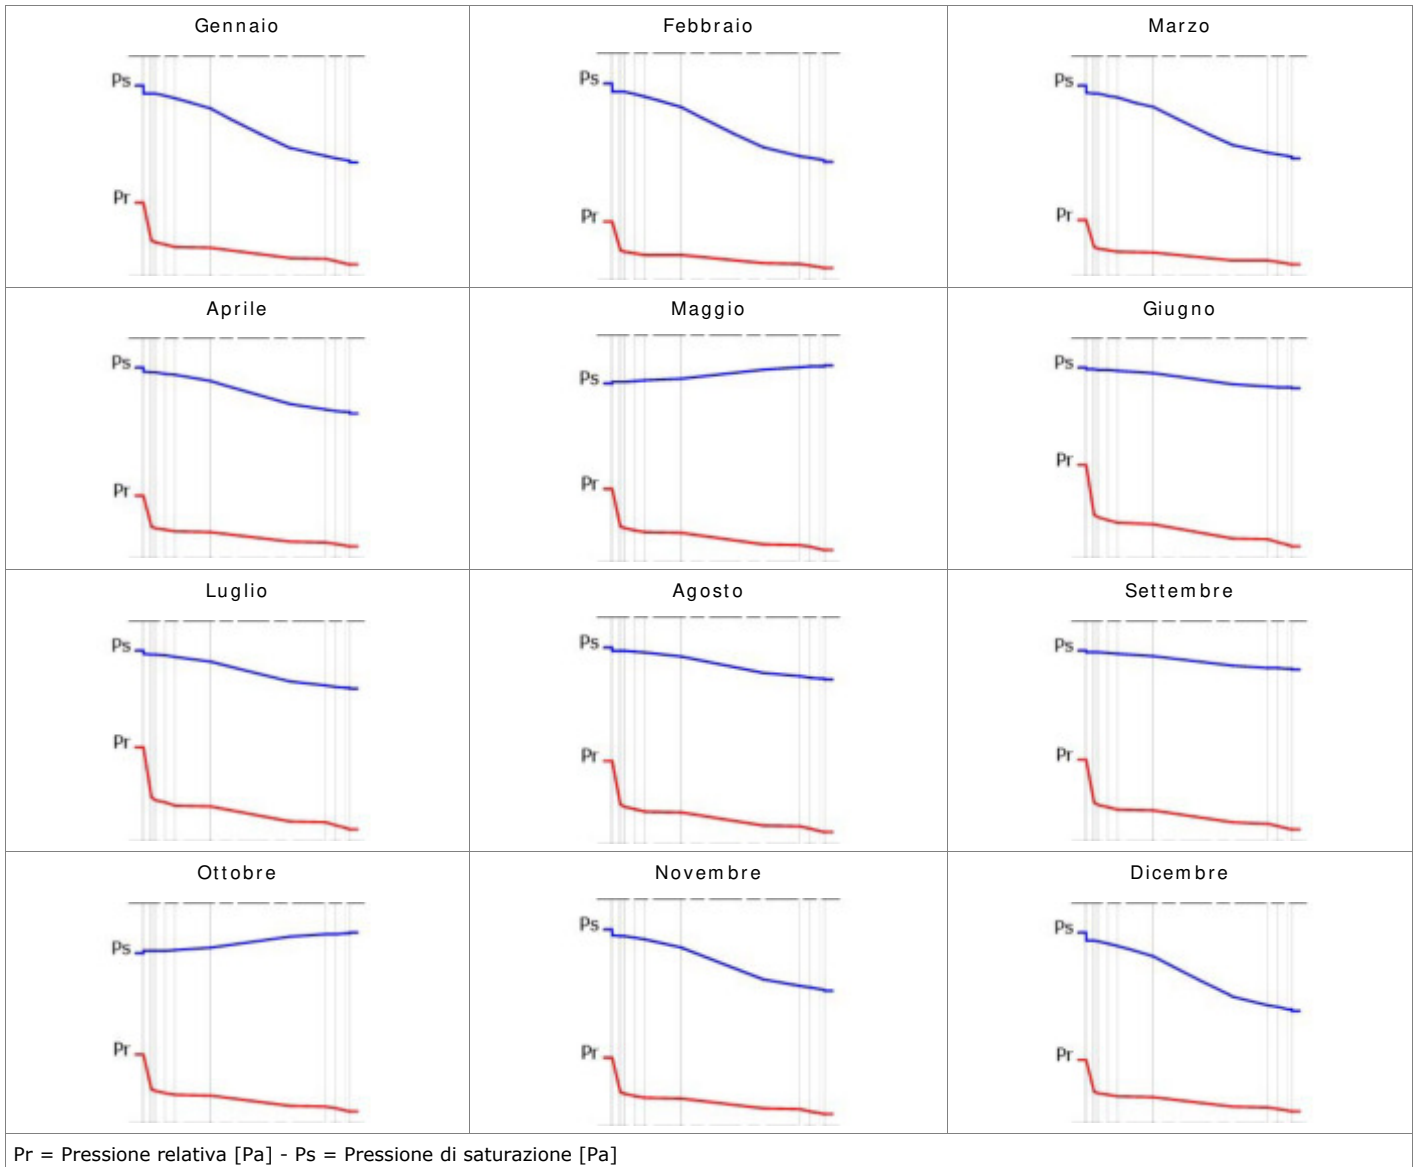 Gennaio Febbraio Marzo
Ps Ps Ps
Pr Pr Pr
Aprile Maggio Giugno
Ps Ps Ps
Pr Pr Pr
Luglio Agosto Settembre
Ps Ps Ps
Pr Pr Pr
Ottobre Novembre Dicembre
Ps Ps Ps
Pr Pr Pr
Pr = Pressione relativa [Pa] - Ps = Pressione di saturazione [Pa]